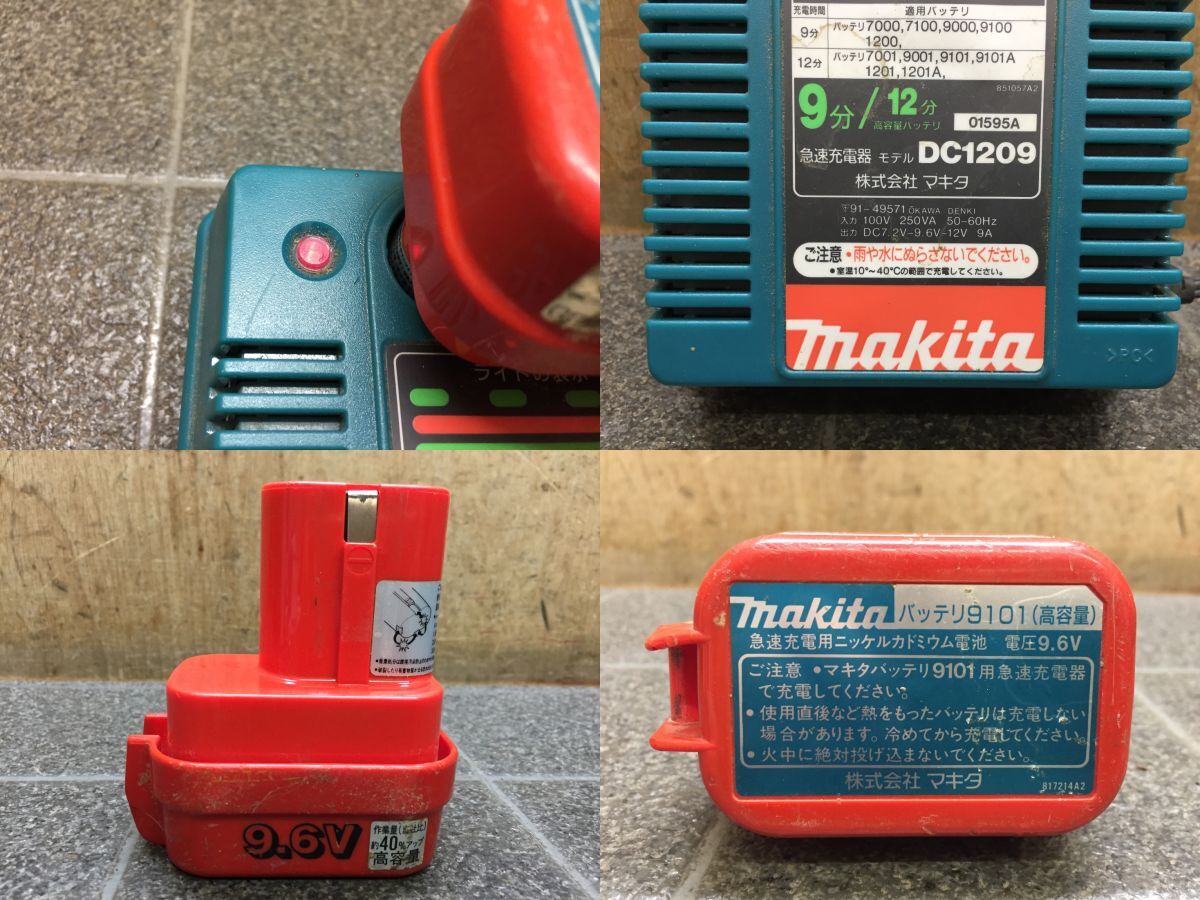 ライトの表示
充電時間 適用バッテリ
9分 バッテリ7000,7100,9000,9100
1200,
12分 バッテリ7001,9001,9101,9101A
1201,1201A,
851057A2
9分/12分
高容量バッテリ
01595A
急速充電器 モデル DC1209
株式会社 マキタ
〒91-49571 ŌKAWA DENKI
入力 100V 250VA 50-60Hz
出力 DC7.2V-9.6V-12V 9A
ご注意 ・雨や水にぬらさないでください。
●室温10°~40°Cの範囲で充電してください。
makita
>PC<
9.6V
作業量(当社比)
約40%アップ
高容量
makita バッテリ9101(高容量)
急速充電用ニッケルカドミウム電池 電圧9.6V
ご注意 ・マキタバッテリ9101用急速充電器
で充電してください。
・使用直後など熱をもったバッテリは充電しない
場合があります。冷めてから充電してください。
・火中に絶対投げ込まないでください。
株式会社 マキタ
817214A2